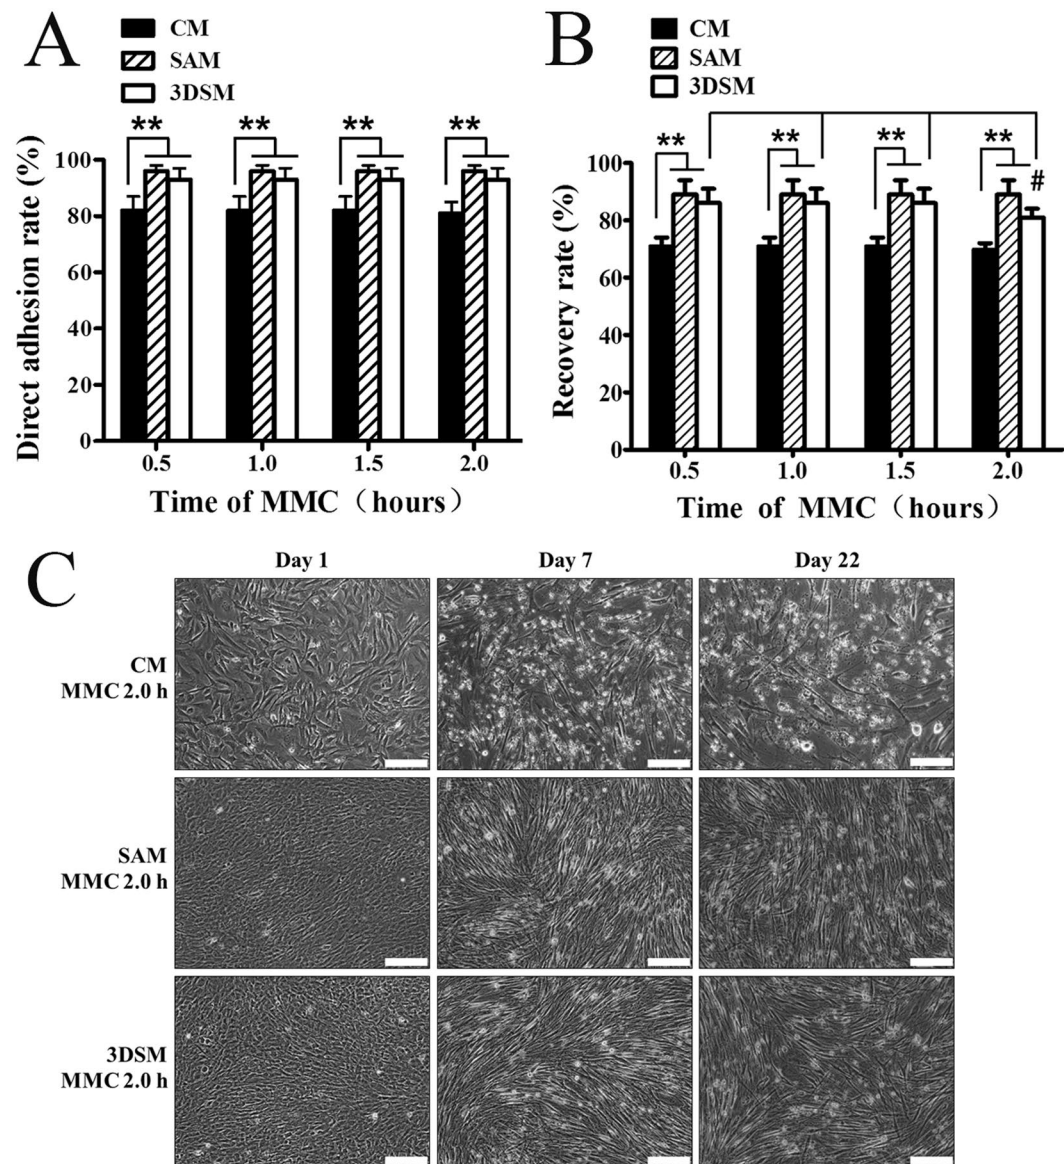 A
CM
SAM
3DSM
Direct adhesion rate (%)
100
80
60
40
20
0
**
**
**
**
0.5
1.0
1.5
2.0
Time of MMC（hours）
B
CM
SAM
3DSM
Recovery rate (%)
100
80
60
40
20
0
**
**
**
**
#
0.5
1.0
1.5
2.0
Time of MMC（hours）
C
Day 1
Day 7
Day 22
CM
MMC 2.0 h
SAM
MMC 2.0 h
3DSM
MMC 2.0 h